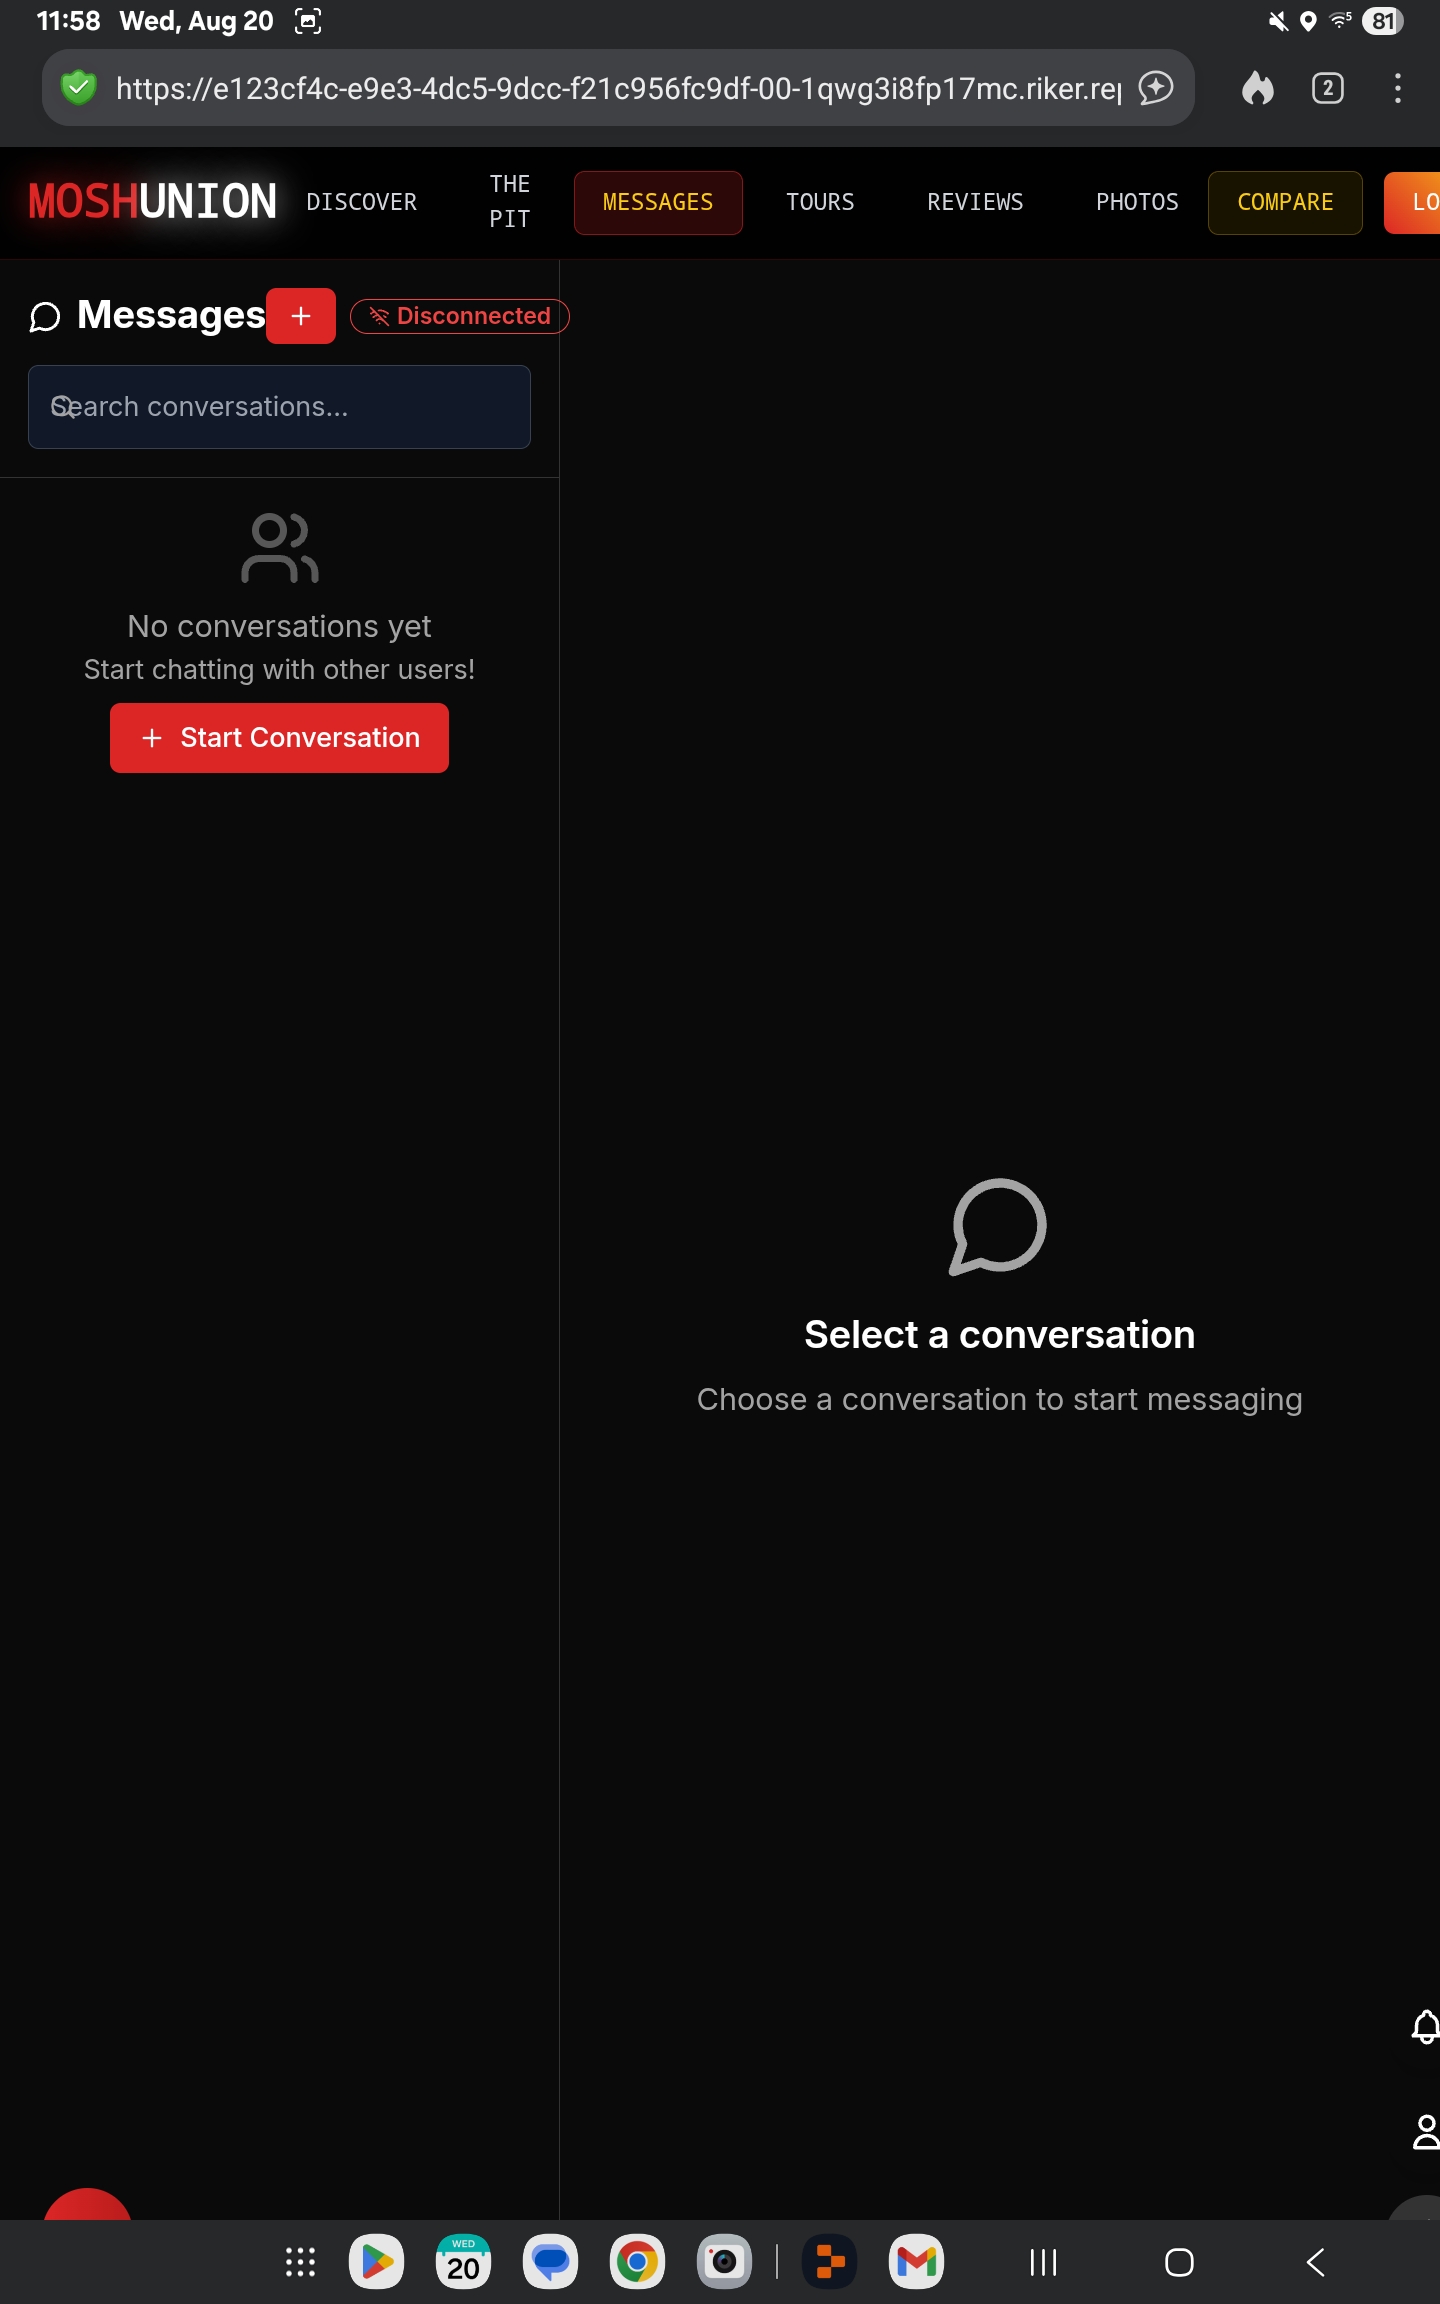 11:58 Wed, Aug 20
5 81
https://e123cf4c-e9e3-4dc5-9dcc-f21c956fc9df-00-1qwg3i8fp17mc.riker.rep
2
MOSHUNION DISCOVER THE PIT MESSAGES TOURS REVIEWS PHOTOS COMPARE LO
Messages + Disconnected
Search conversations...
No conversations yet
Start chatting with other users!
+ Start Conversation
Select a conversation
Choose a conversation to start messaging
WED
20